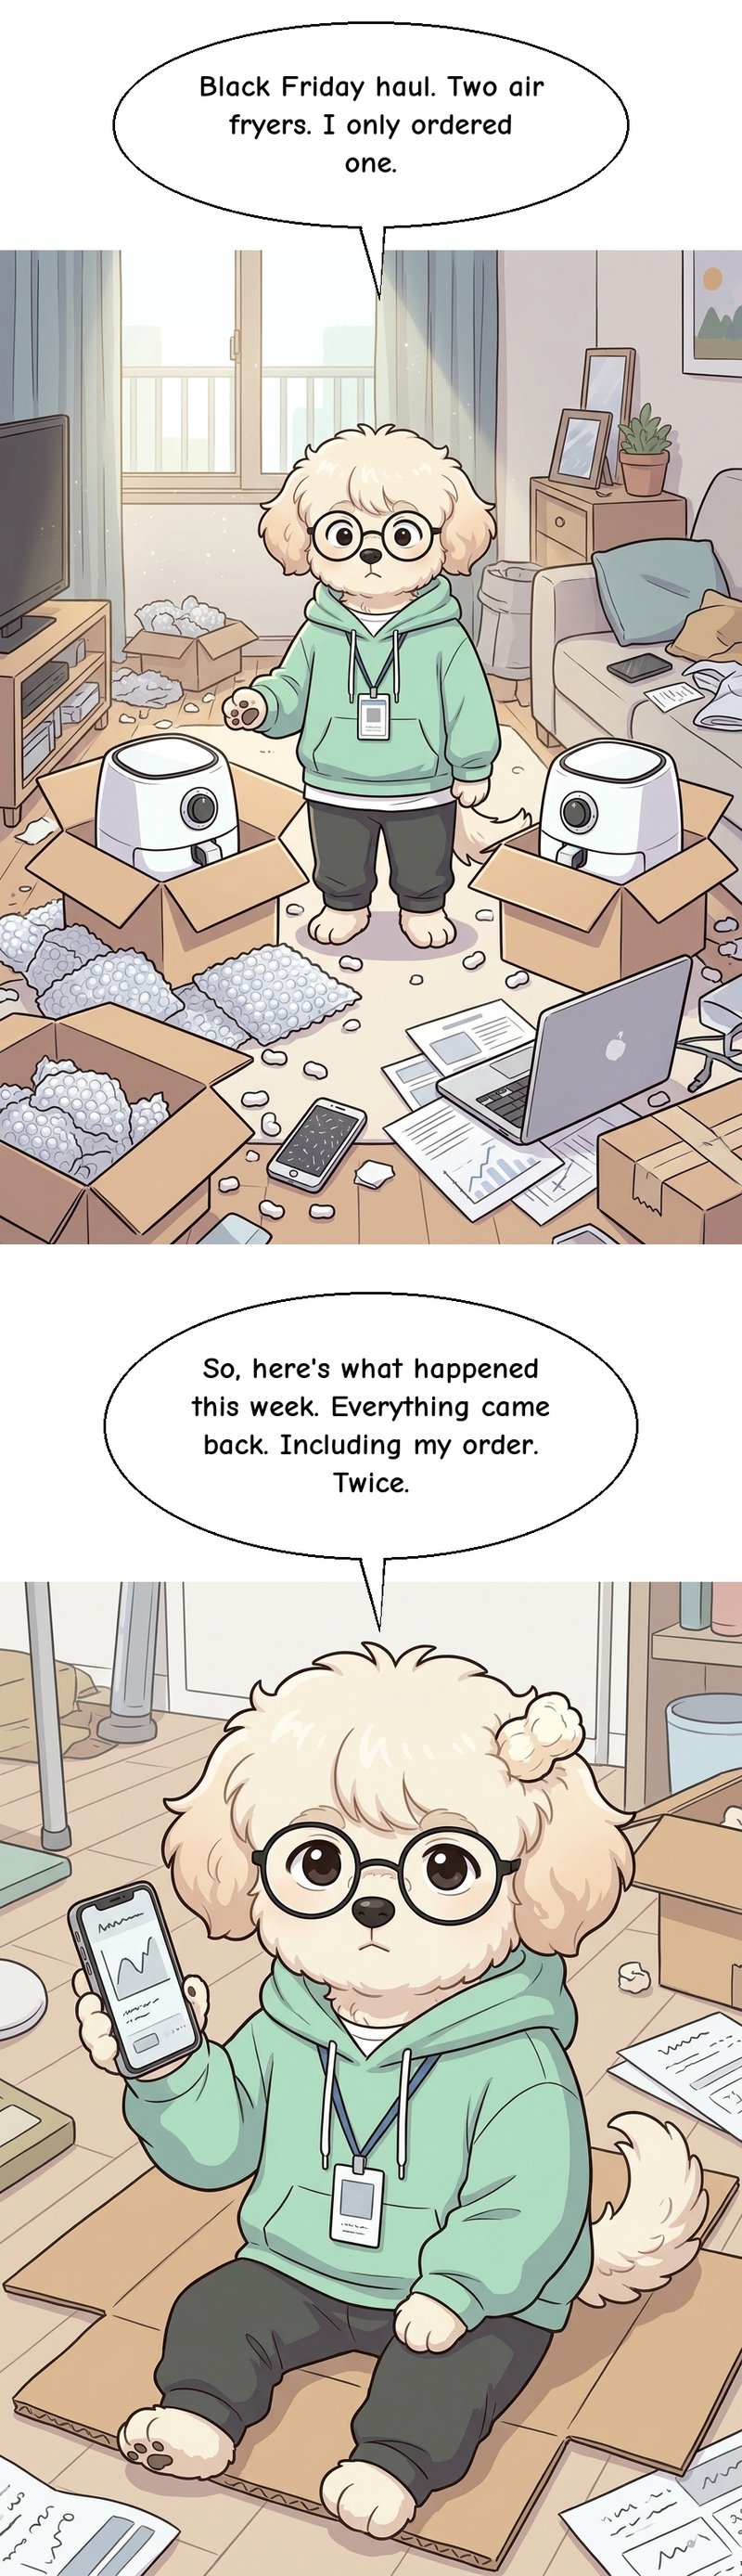 Black Friday haul. Two air
fryers. I only ordered
one.
So, here's what happened
this week. Everything came
back. Including my order.
Twice.